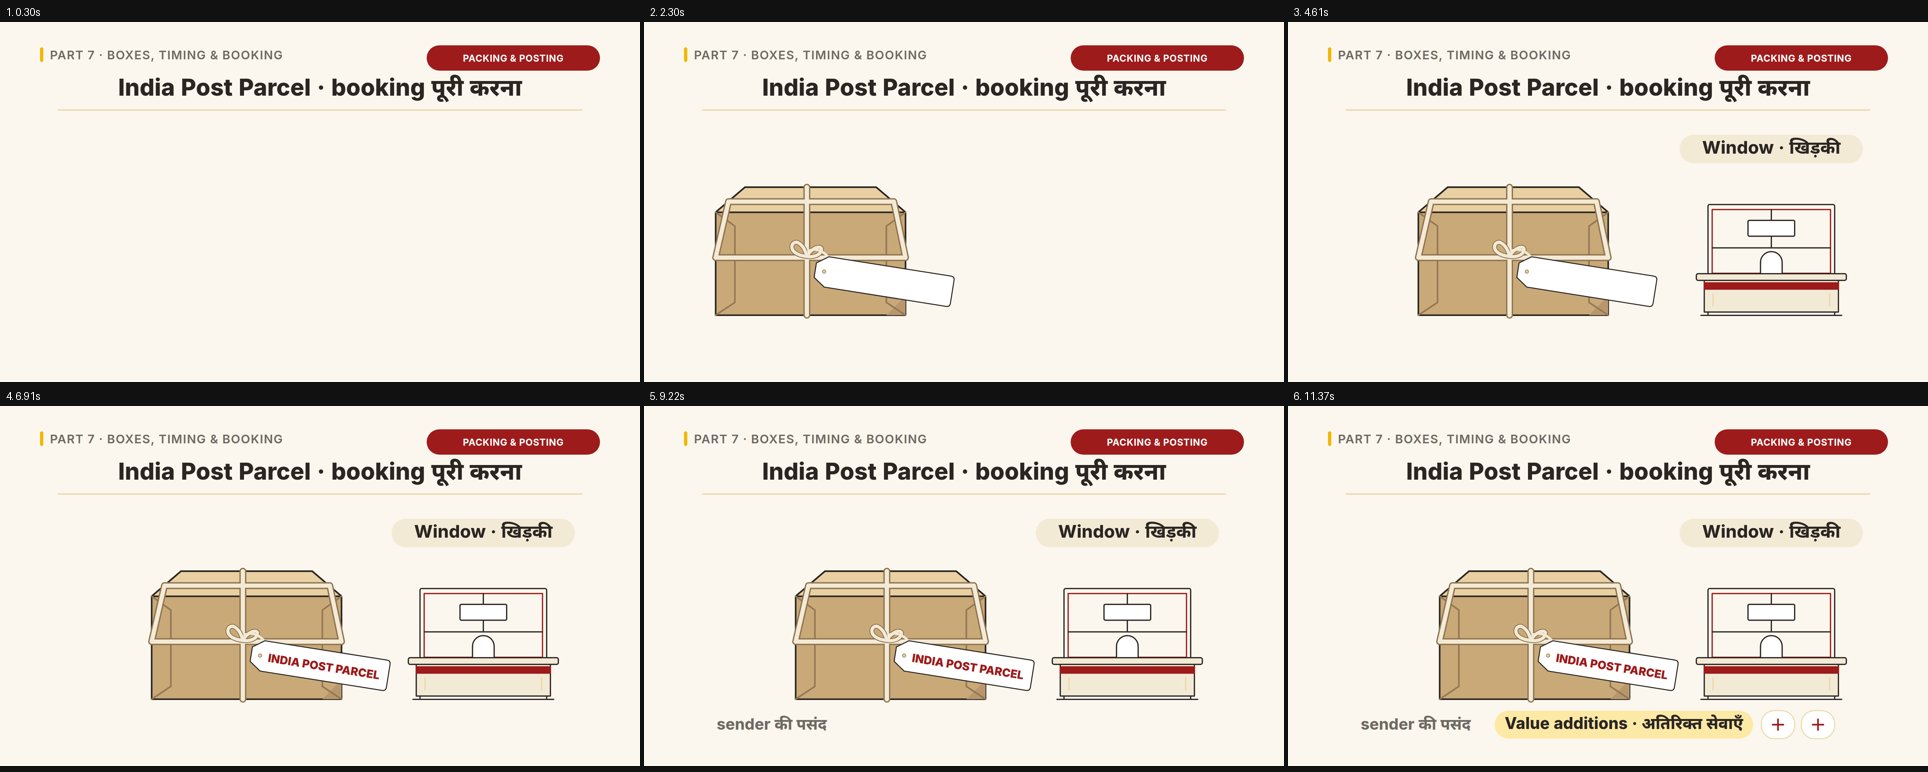 1. 0.30s
PART 7 · BOXES, TIMING & BOOKING
PACKING & POSTING
India Post Parcel · booking पूरी करना
2. 2.30s
PART 7 · BOXES, TIMING & BOOKING
PACKING & POSTING
India Post Parcel · booking पूरी करना
3. 4.61s
PART 7 · BOXES, TIMING & BOOKING
PACKING & POSTING
India Post Parcel · booking पूरी करना
Window · खिड़की
4. 6.91s
PART 7 · BOXES, TIMING & BOOKING
PACKING & POSTING
India Post Parcel · booking पूरी करना
Window · खिड़की
INDIA POST PARCEL
5. 9.22s
PART 7 · BOXES, TIMING & BOOKING
PACKING & POSTING
India Post Parcel · booking पूरी करना
Window · खिड़की
INDIA POST PARCEL
sender की पसंद
6. 11.37s
PART 7 · BOXES, TIMING & BOOKING
PACKING & POSTING
India Post Parcel · booking पूरी करना
Window · खिड़की
INDIA POST PARCEL
sender की पसंद
Value additions · अतिरिक्त सेवाएँ
+ +